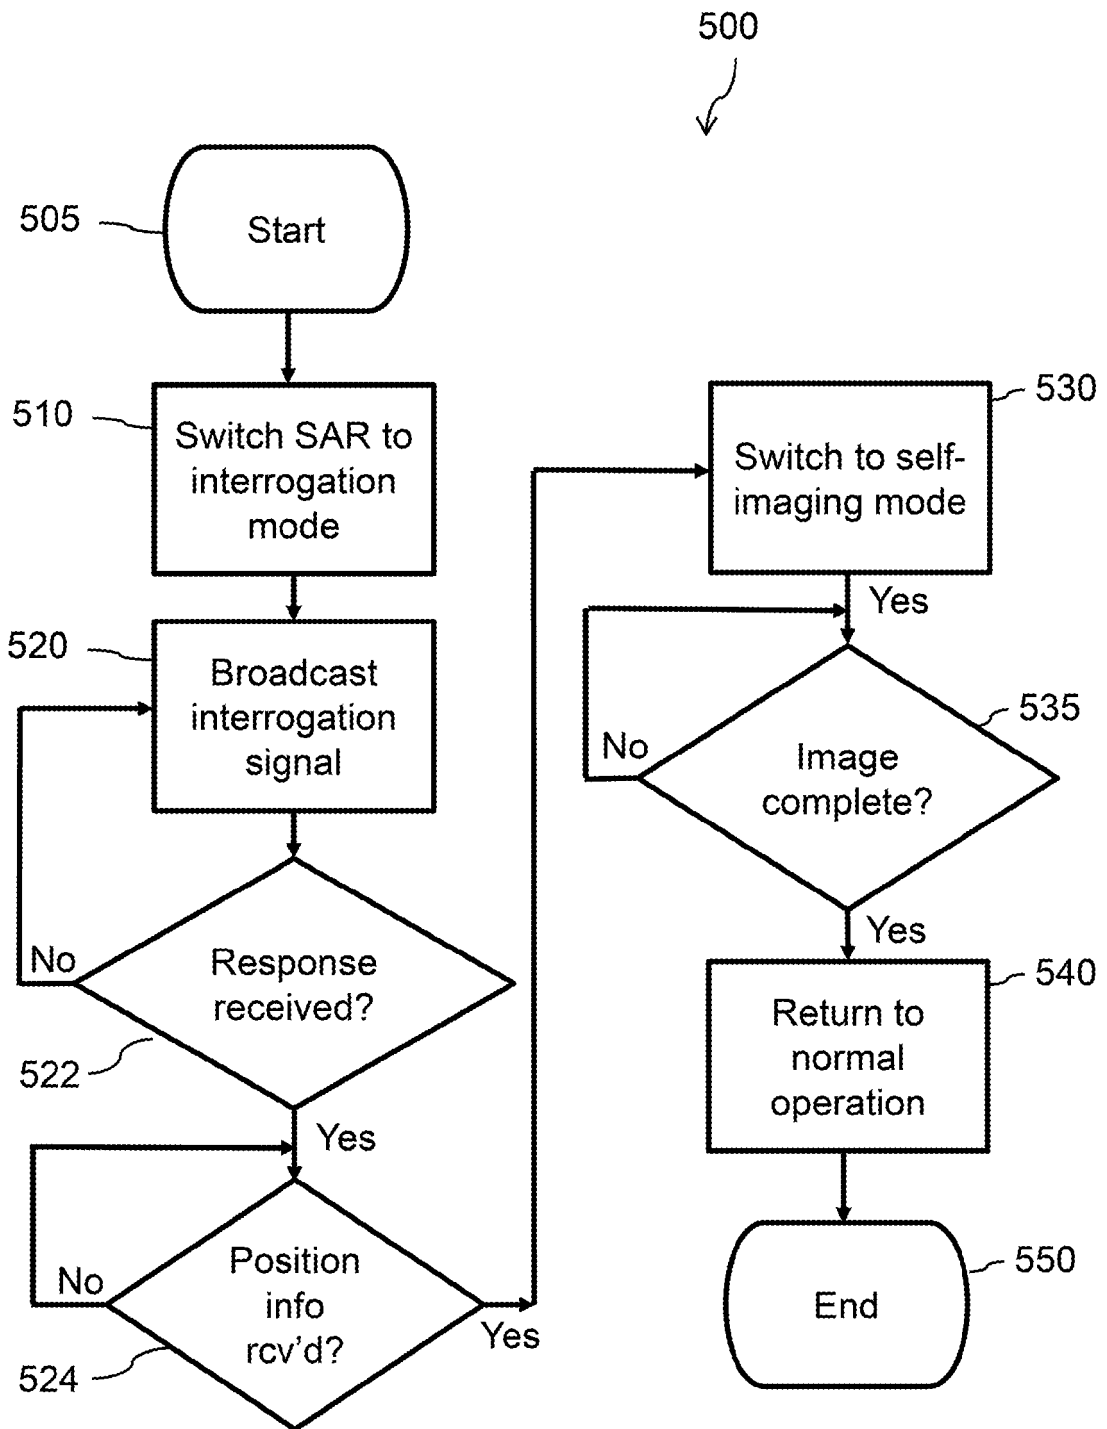 500
505
Start
510
Switch SAR to
interrogation
mode
520
Broadcast
interrogation
signal
No
Response
received?
522
Yes
No
Position
info
rcv'd?
Yes
524
530
Switch to self-
imaging mode
Yes
535
No
Image
complete?
Yes
540
Return to
normal
operation
550
End